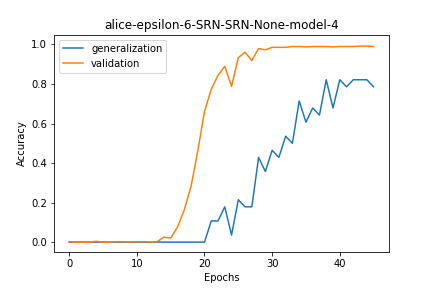 alice-epsilon-6-SRN-SRN-None-model-4
generalization
validation
Accuracy
1.0
0.8
0.6
0.4
0.2
0.0
0 10 20 30 40
Epochs